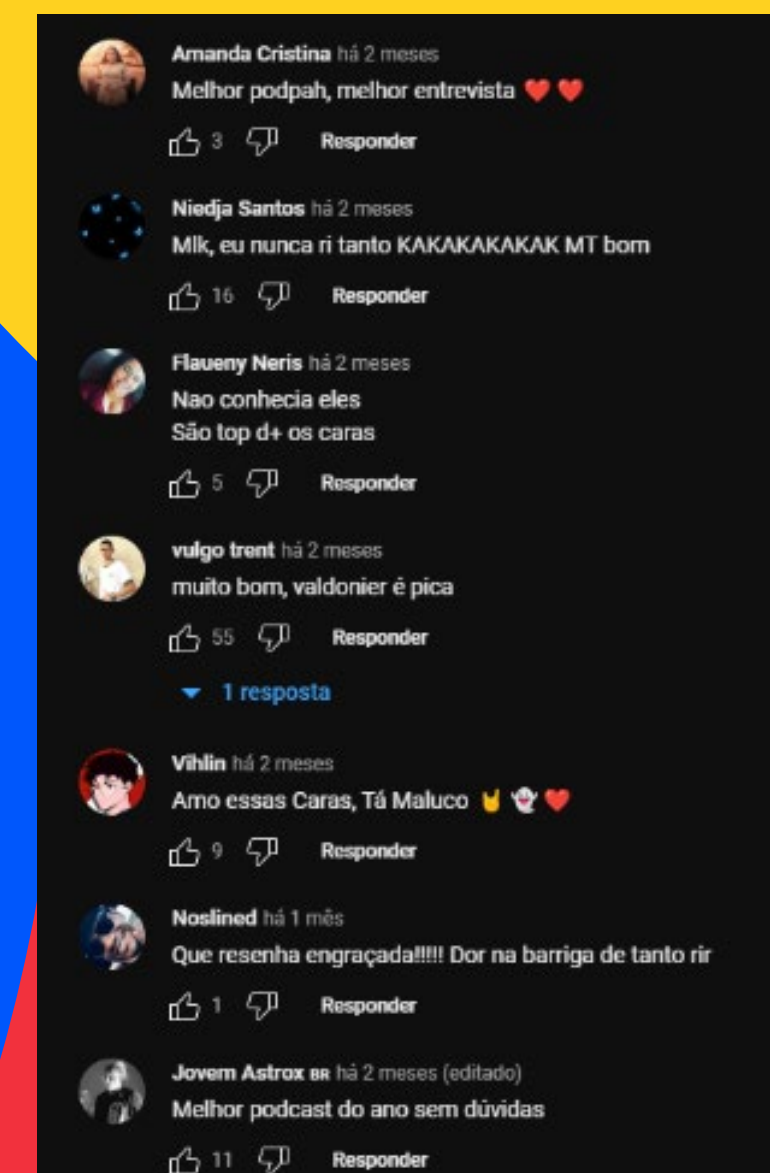 Amanda Cristina há 2 meses
Melhor podpah, melhor entrevista ❤️ ❤️
3 Responder
Niedja Santos há 2 meses
Mlk, eu nunca ri tanto KAKAKAKAKAK MT bom
16 Responder
Flaueny Neris há 2 meses
Nao conhecia eles
São top d+ os caras
5 Responder
vulgo trent há 2 meses
muito bom, valdonier é pica
55 Responder
1 resposta
Vihlin há 2 meses
Amo essas Caras, Tá Maluco 🤘 👻 ❤️
9 Responder
Noslined há 1 mês
Que resenha engraçada!!!!! Dor na barriga de tanto rir
1 Responder
Jovem Astrox BR há 2 meses (editado)
Melhor podcast do ano sem dúvidas
11 Responder